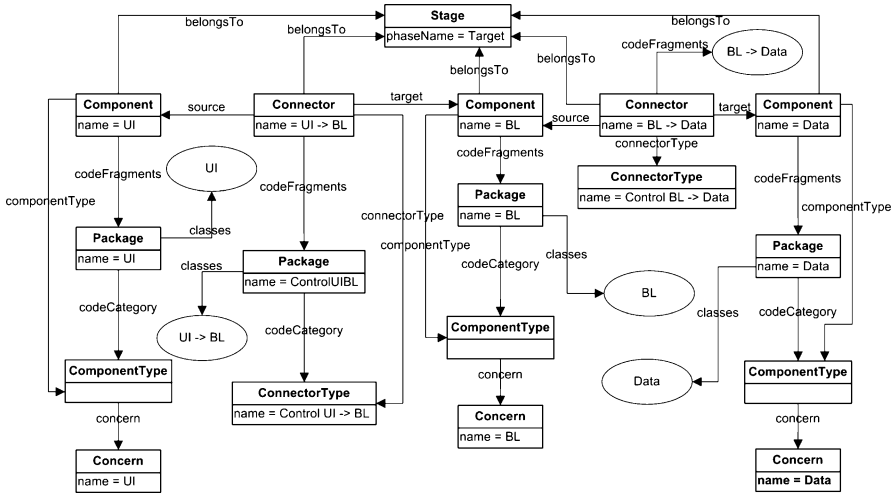 Stage
phaseName = Target
belongsTo
belongsTo
belongsTo
belongsTo
belongsTo
codeFragments
BL -> Data
Component
name = UI
source
Connector
name = UI -> BL
target
Component
name = BL
source
Connector
name = BL -> Data
target
Component
name = Data
connectorType
ConnectorType
name = Control BL -> Data
codeFragments
UI
codeFragments
codeFragments
codeFragments
componentType
connectorType
componentType
componentType
Package
name = UI
classes
Package
name = BL
classes
Package
name = Data
classes
Package
name = ControlUIBL
classes
codeCategory
BL
codeCategory
UI -> BL
codeCategory
codeCategory
ComponentType
ComponentType
ComponentType
Data
ConnectorType
name = Control UI -> BL
concern
concern
concern
Concern
name = BL
Concern
name = UI
Concern
name = Data